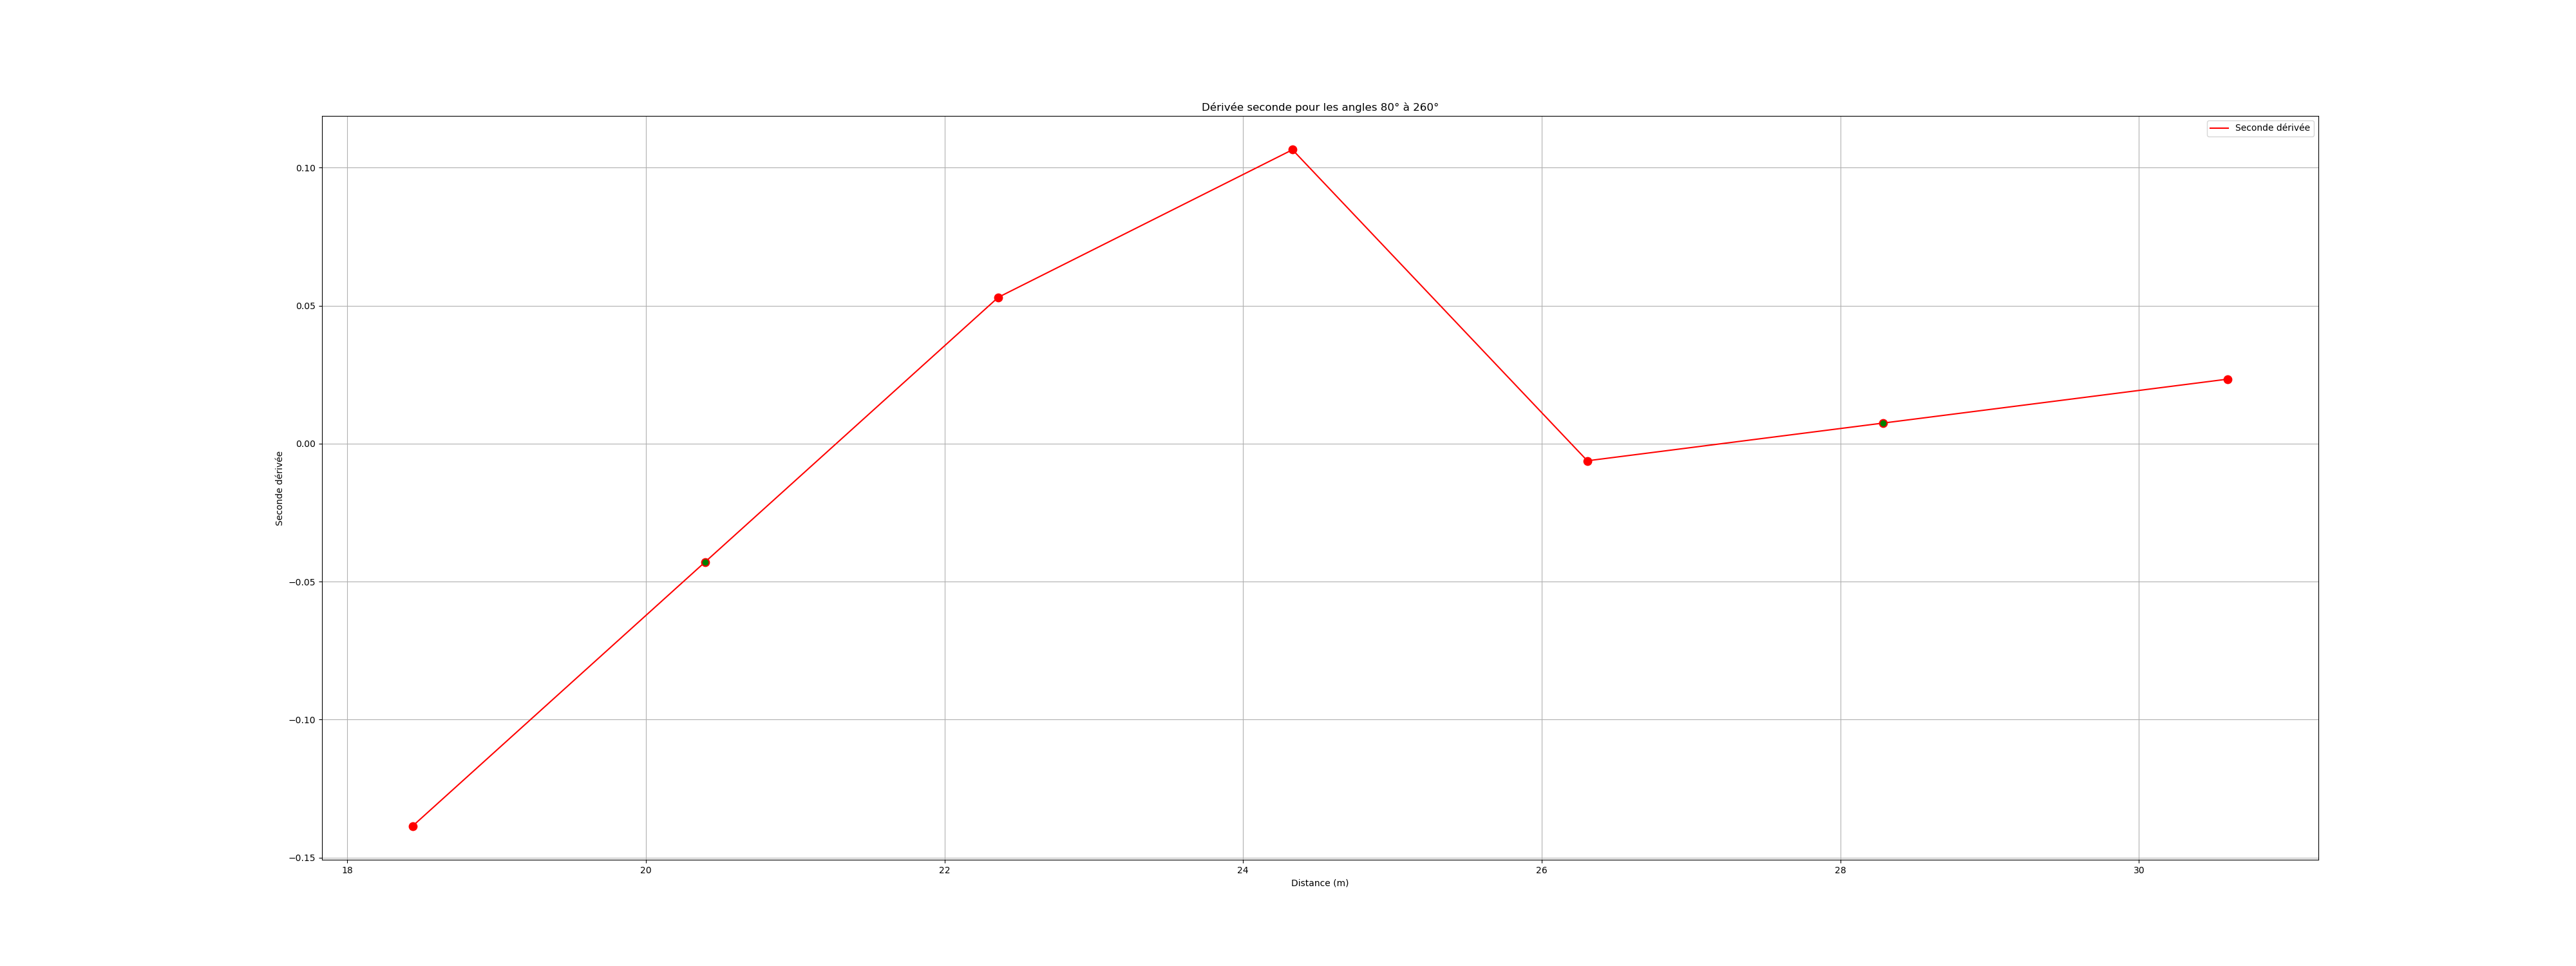 Dérivée seconde pour les angles 80° à 260°
Seconde dérivée
0.10
0.05
0.00
−0.05
−0.10
−0.15
Seconde dérivée
18 20 22 24 26 28 30
Distance (m)